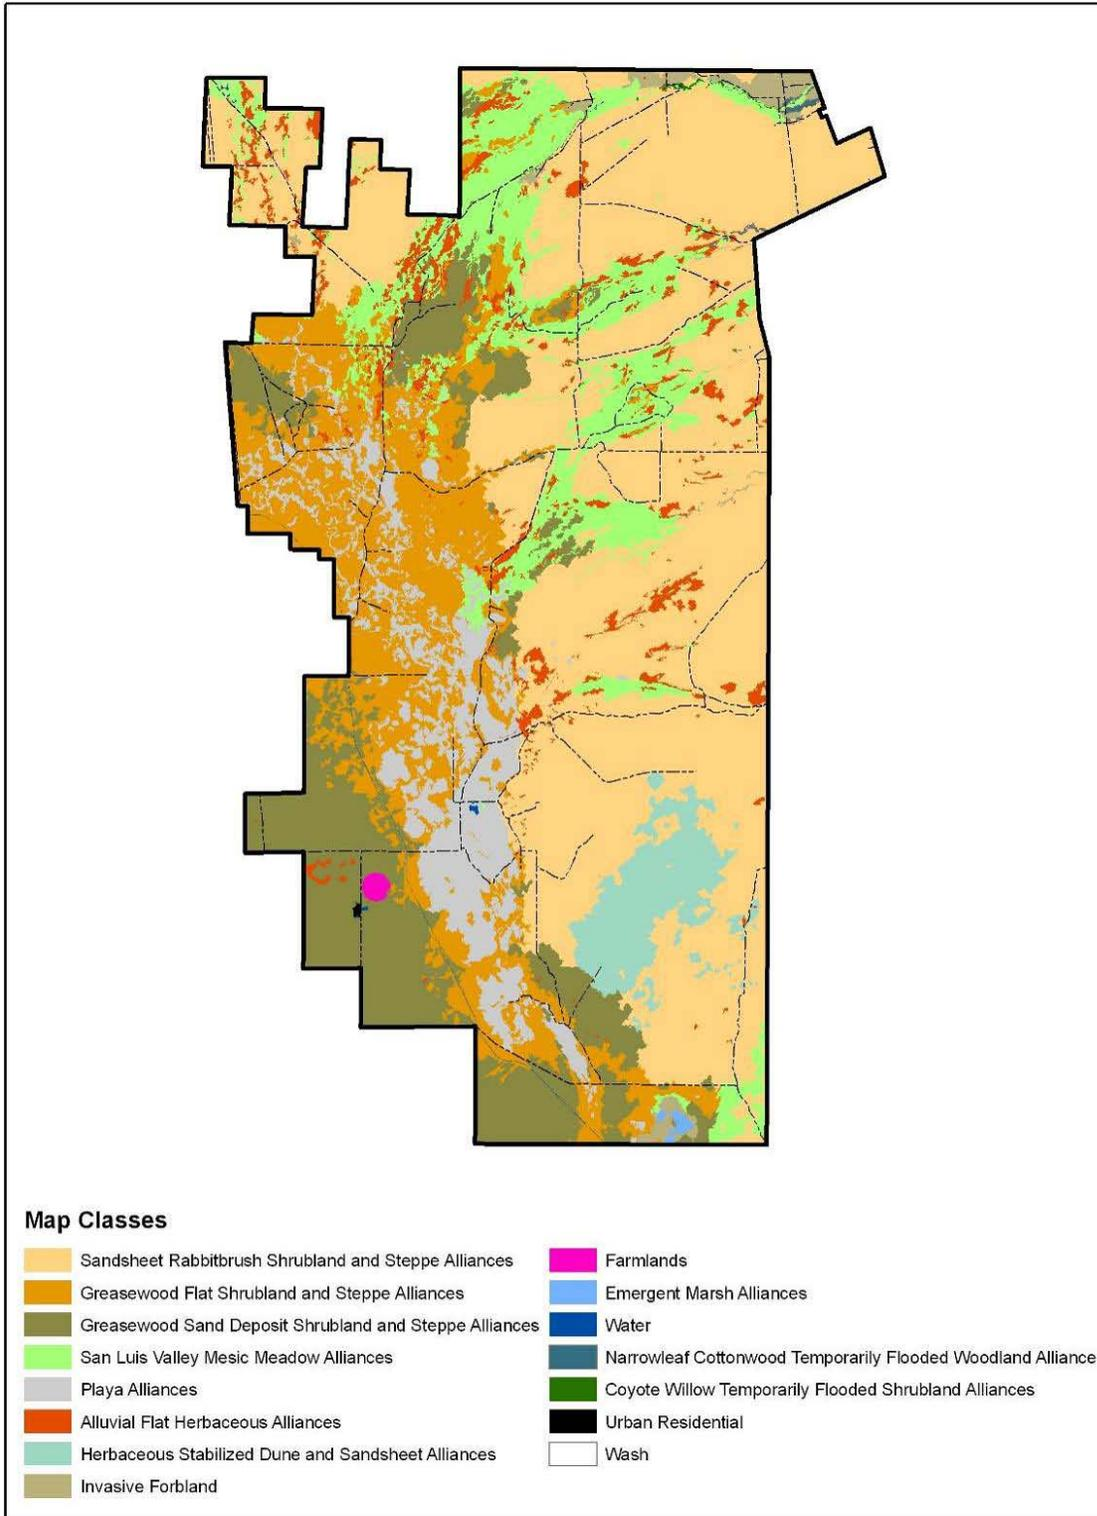 Map Classes
Sandsheet Rabbitbrush Shrubland and Steppe Alliances
Greasewood Flat Shrubland and Steppe Alliances
Greasewood Sand Deposit Shrubland and Steppe Alliances
San Luis Valley Mesic Meadow Alliances
Playa Alliances
Alluvial Flat Herbaceous Alliances
Herbaceous Stabilized Dune and Sandsheet Alliances
Invasive Forbland
Farmlands
Emergent Marsh Alliances
Water
Narrowleaf Cottonwood Temporarily Flooded Woodland Alliance
Coyote Willow Temporarily Flooded Shrubland Alliances
Urban Residential
Wash